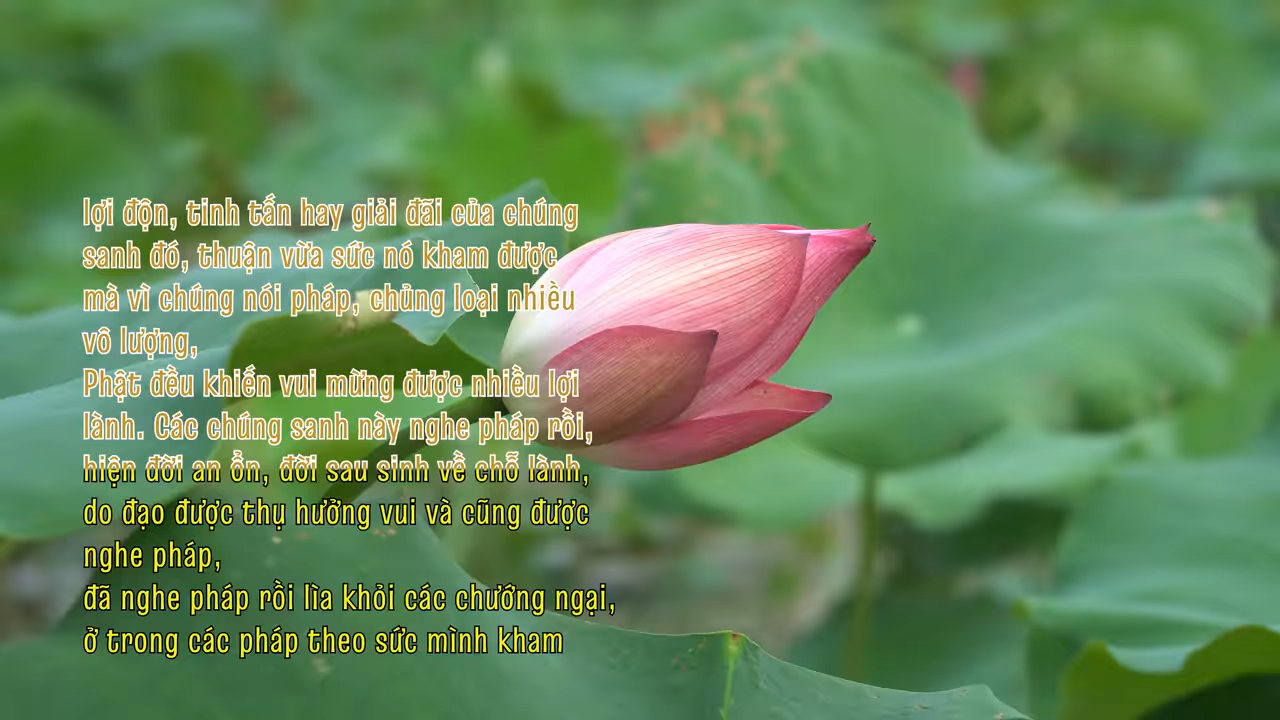 lợi độn, tinh tấn hay giải đãi của chúng
sanh đó, thuận vừa sức nó kham được
mà vì chúng nói pháp, chủng loại nhiều
vô lượng,
Phật đều khiến vui mừng được nhiều lợi
lành. Các chúng sanh này nghe pháp rồi,
hiện đời an ổn, đời sau sinh về chỗ lành,
do đạo được thụ hưởng vui và cũng được
nghe pháp,
đã nghe pháp rồi lìa khỏi các chướng ngại,
ở trong các pháp theo sức mình kham